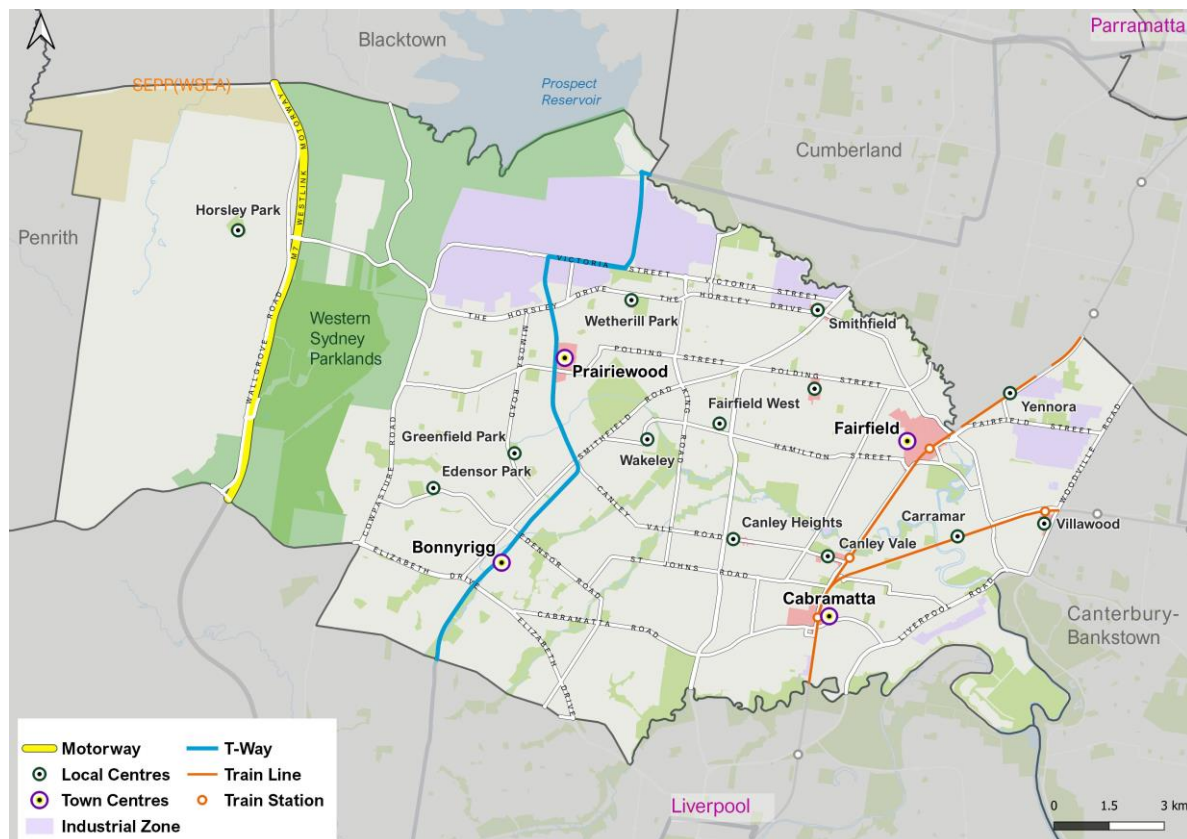 Parramatta
Blacktown
SEPP(WSEA)
Prospect
Reservoir
Cumberland
MOTORWAY
WESTLINK
M7
WALLGROVE ROAD
Horsley Park
Penrith
Western
Sydney
Parklands
VICTORIA STREET
VICTORIA STREET
THE HORSLEY DRIVE
THE HORSLEY DRIVE
Wetherill Park
Smithfield
MIMOSA ROAD
POLDING STREET
POLDING STREET
Prairiewood
Fairfield West
Yennora
SMITHFIELD ROAD
KING ROAD
Fairfield
FAIRFIELD STREET
Greenfield Park
Wakeley
HAMILTON STREET
WOODVILLE ROAD
Edensor Park
COWPASTURE ROAD
CANLEY VALE ROAD
Canley Heights
Carramar
Villawood
Canley Vale
Bonnyrigg
EDENSOR ROAD
ELIZABETH DRIVE
ST JOHNS ROAD
Cabramatta
LIVERPOOL ROAD
CABRAMATTA ROAD
ELIZABETH DRIVE
Canterbury-
Bankstown
Liverpool
Motorway
T-Way
Local Centres
Train Line
Town Centres
Train Station
Industrial Zone
0 1.5 3 km